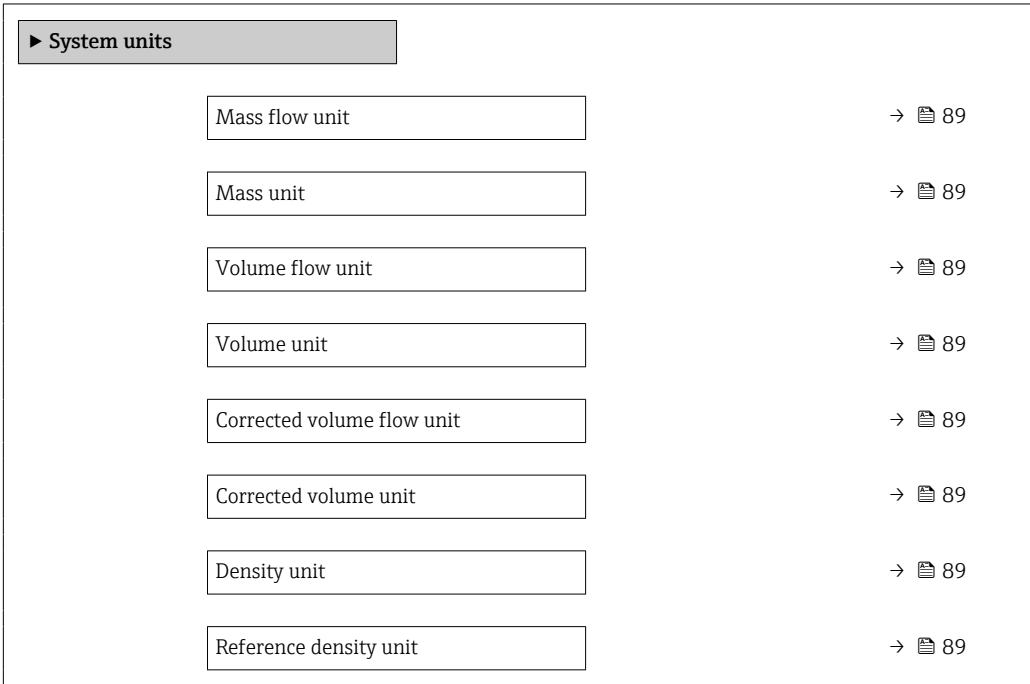 ▶ System units
Mass flow unit → 89
Mass unit → 89
Volume flow unit → 89
Volume unit → 89
Corrected volume flow unit → 89
Corrected volume unit → 89
Density unit → 89
Reference density unit → 89